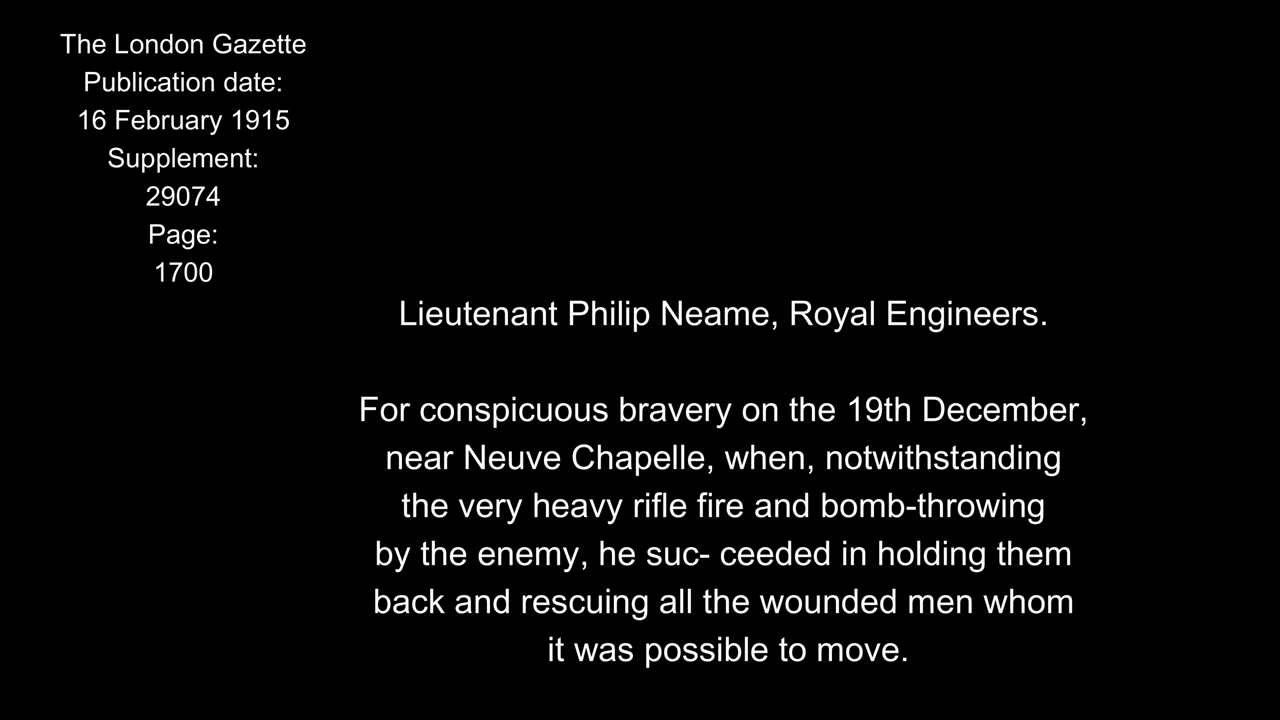 The London Gazette
Publication date:
16 February 1915
Supplement:
29074
Page:
1700
Lieutenant Philip Neame, Royal Engineers.
For conspicuous bravery on the 19th December,
near Neuve Chapelle, when, notwithstanding
the very heavy rifle fire and bomb-throwing
by the enemy, he suc- ceeded in holding them
back and rescuing all the wounded men whom
it was possible to move.